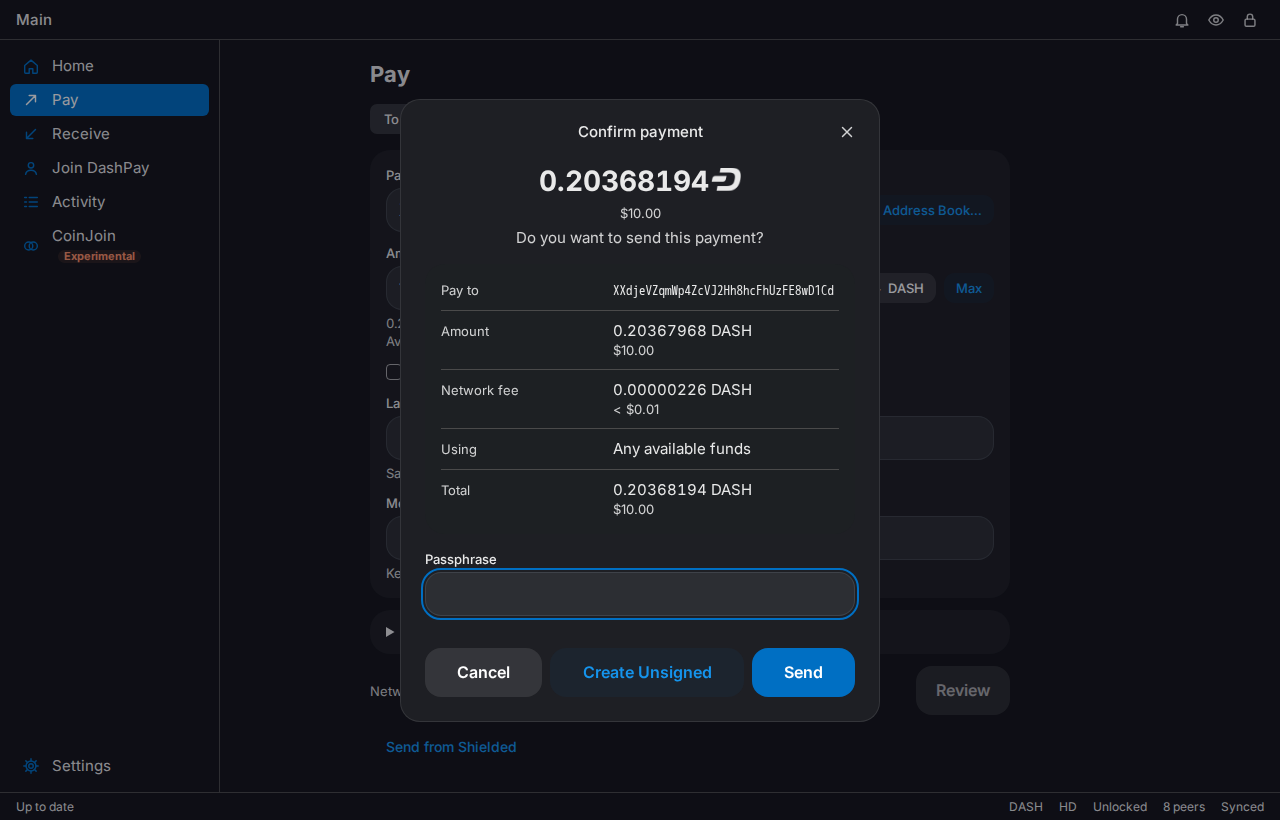 Main
Home
Pay
Receive
Join DashPay
Activity
CoinJoin
Experimental
Settings
Pay
To
Address Book...
DASH
Max
Confirm payment
0.20368194
$10.00
Do you want to send this payment?
Pay to XXdjeVZqmWp4ZcVJ2Hh8hcFhUzFE8wD1Cd
Amount 0.20367968 DASH
$10.00
Network fee 0.00000226 DASH
< $0.01
Using Any available funds
Total 0.20368194 DASH
$10.00
Passphrase
Cancel Create Unsigned Send
Review
Send from Shielded
Up to date DASH HD Unlocked 8 peers Synced